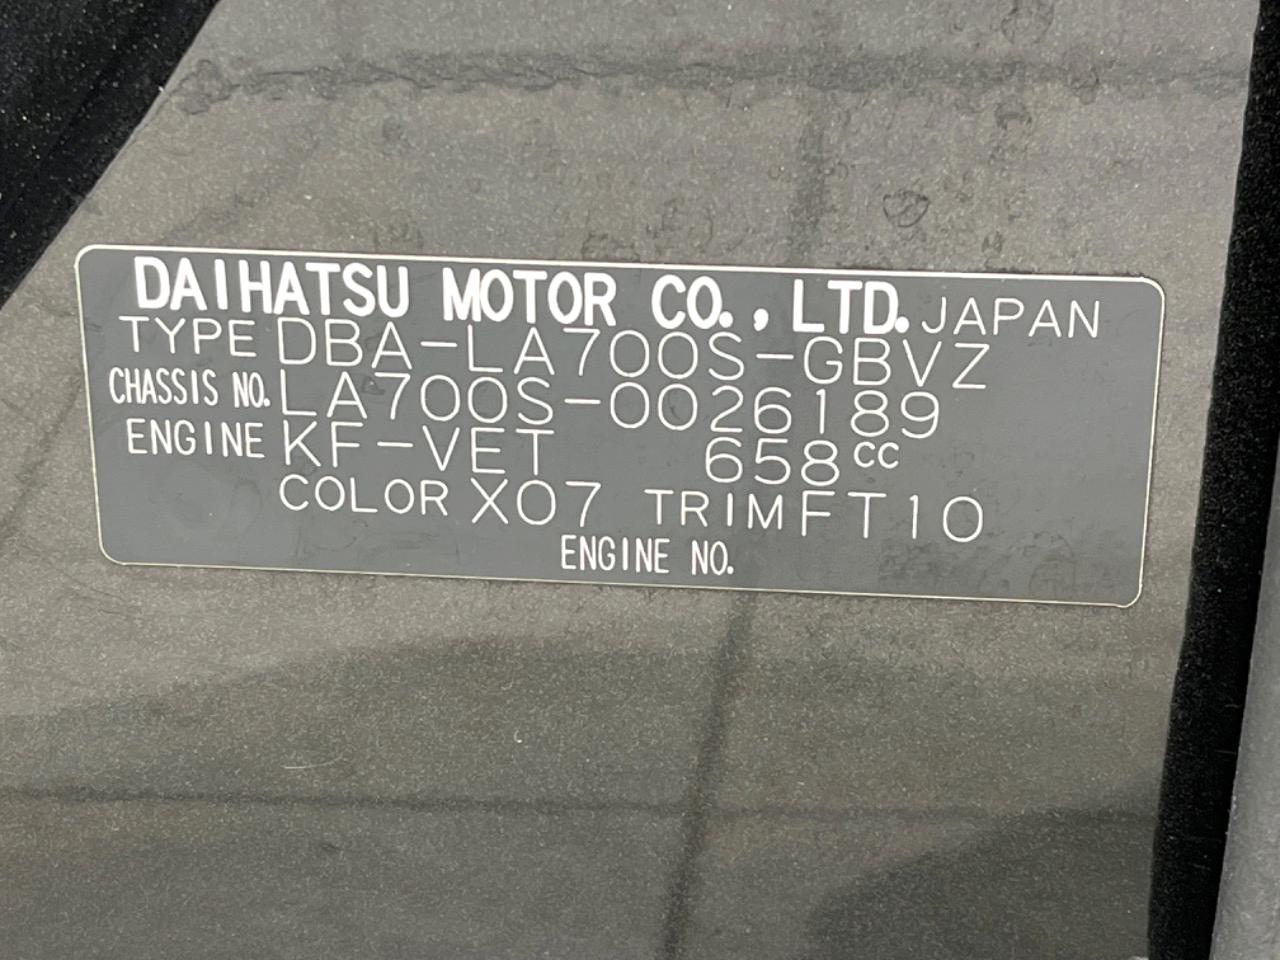 DAIHATSU MOTOR CO., LTD. JAPAN
TYPE DBA-LA700S-GBVZ
CHASSIS NO. LA700S-0026189
ENGINE KF-VET 658CC
COLOR X07 TRIM FT10
ENGINE NO.